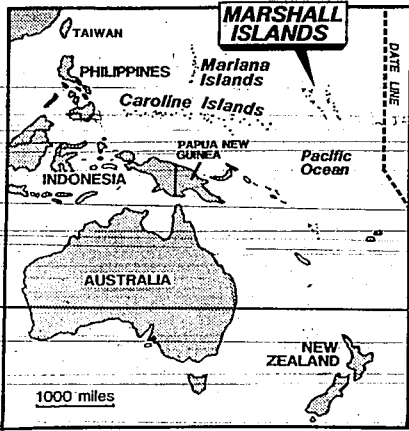 MARSHALL
ISLANDS
TAIWAN
DATE LINE
PHILIPPINES
Mariana
Islands
Caroline Islands
PAPUA NEW
GUINEA
Pacific
Ocean
INDONESIA
AUSTRALIA
NEW
ZEALAND
1000 miles